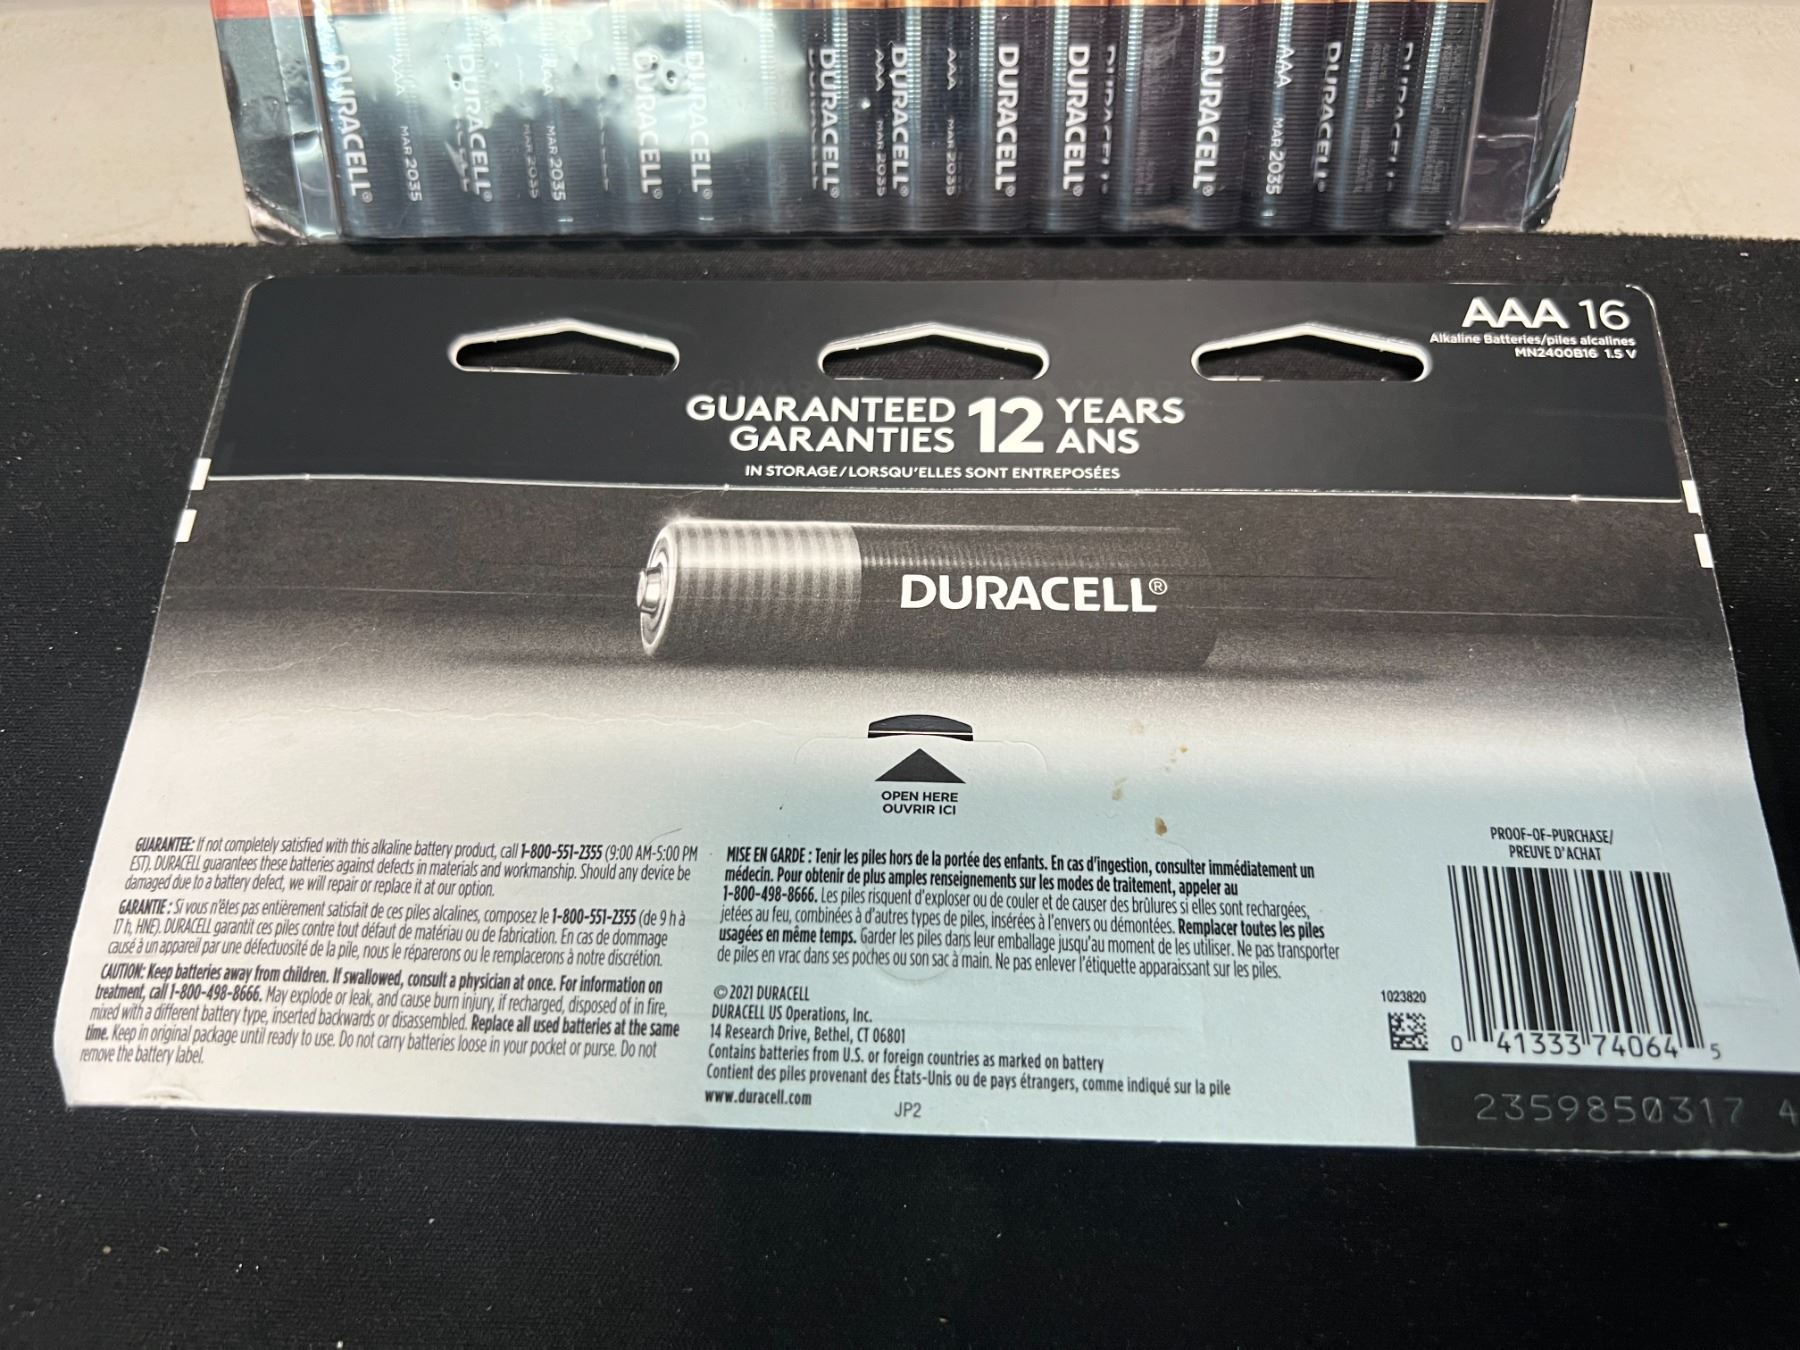 DURACELL®
AAA MAR 2035
DURACELL®
MAR 2035
AAA MAR 2035
DURACELL®
DURACELL®
DURACELL®
AAA MAR 2035
DURACELL®
AAA MAR 2035
DURACELL®
DURACELL
DURACELL®
AAA MAR 2035
DURACELL®
AAA 16
Alkaline Batteries/piles alcalines
MN2400B16 1.5 V
GUARANTEED 12 YEARS
GARANTIES ANS
IN STORAGE/LORSQU'ELLES SONT ENTREPOSÉES
DURACELL®
OPEN HERE
OUVRIR ICI
GUARANTEE: If not completely satisfied with this alkaline battery product, call 1-800-551-2355 (9:00 AM-5:00 PM
EST). DURACELL guarantees these batteries against defects in materials and workmanship. Should any device be
damaged due to a battery defect, we will repair or replace it at our option.
GARANTIE : Si vous n'êtes pas entièrement satisfait de ces piles alcalines, composez le 1-800-551-2355 (de 9 h à
17 h, HNE). DURACELL garantit ces piles contre tout défaut de matériau ou de fabrication. En cas de dommage
causé à un appareil par une défectuosité de la pile, nous le réparerons ou le remplacerons à notre discrétion.
CAUTION: Keep batteries away from children. If swallowed, consult a physician at once. For information on
treatment, call 1-800-498-8666. May explode or leak, and cause burn injury, if recharged, disposed of in fire,
mixed with a different battery type, inserted backwards or disassembled. Replace all used batteries at the same
time. Keep in original package until ready to use. Do not carry batteries loose in your pocket or purse. Do not
remove the battery label.
MISE EN GARDE : Tenir les piles hors de la portée des enfants. En cas d'ingestion, consulter immédiatement un
médecin. Pour obtenir de plus amples renseignements sur les modes de traitement, appeler au
1-800-498-8666. Les piles risquent d'exploser ou de couler et de causer des brûlures si elles sont rechargées,
jetées au feu, combinées à d'autres types de piles, insérées à l'envers ou démontées. Remplacer toutes les piles
usagées en même temps. Garder les piles dans leur emballage jusqu'au moment de les utiliser. Ne pas transporter
de piles en vrac dans ses poches ou son sac à main. Ne pas enlever l'étiquette apparaissant sur les piles.
© 2021 DURACELL
DURACELL US Operations, Inc.
14 Research Drive, Bethel, CT 06801
Contains batteries from U.S. or foreign countries as marked on battery
Contient des piles provenant des États-Unis ou de pays étrangers, comme indiqué sur la pile
www.duracell.com
JP2
PROOF-OF-PURCHASE/
PREUVE D'ACHAT
1023820
0 41333 74064 5
2359850317 4